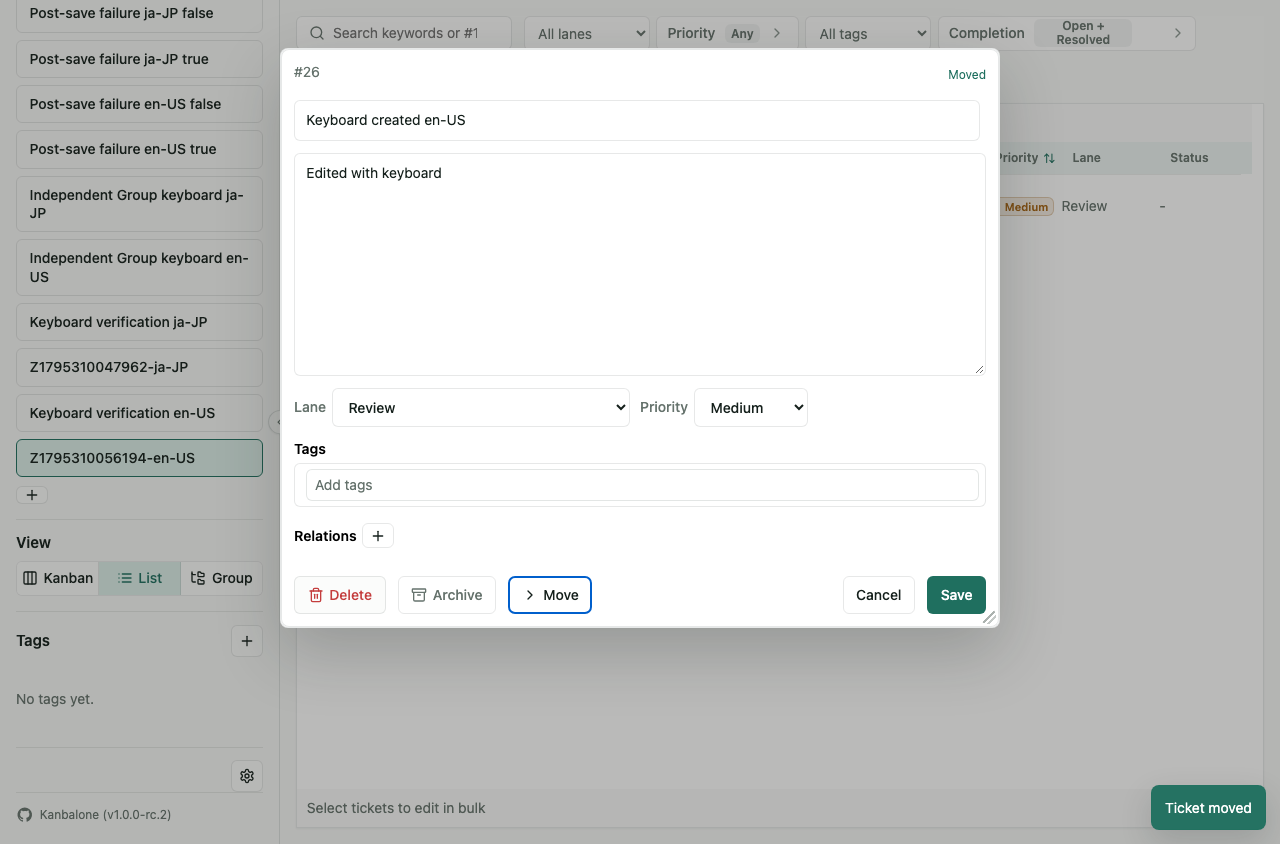 Post-save failure ja-JP false
Post-save failure ja-JP true
Post-save failure en-US false
Post-save failure en-US true
Independent Group keyboard ja-
JP
Independent Group keyboard en-
US
Keyboard verification ja-JP
Z1795310047962-ja-JP
Keyboard verification en-US
Z1795310056194-en-US
View
Kanban
List
Group
Tags
No tags yet.
Kanbalone (v1.0.0-rc.2)
Search keywords or #1
All lanes
Priority Any
All tags
Completion
Open +
Resolved
#26
Moved
Keyboard created en-US
Edited with keyboard
Lane Review
Priority Medium
Tags
Add tags
Relations
Delete
Archive
Move
Cancel
Save
Priority
Lane
Status
Medium
Review
-
Select tickets to edit in bulk
Ticket moved